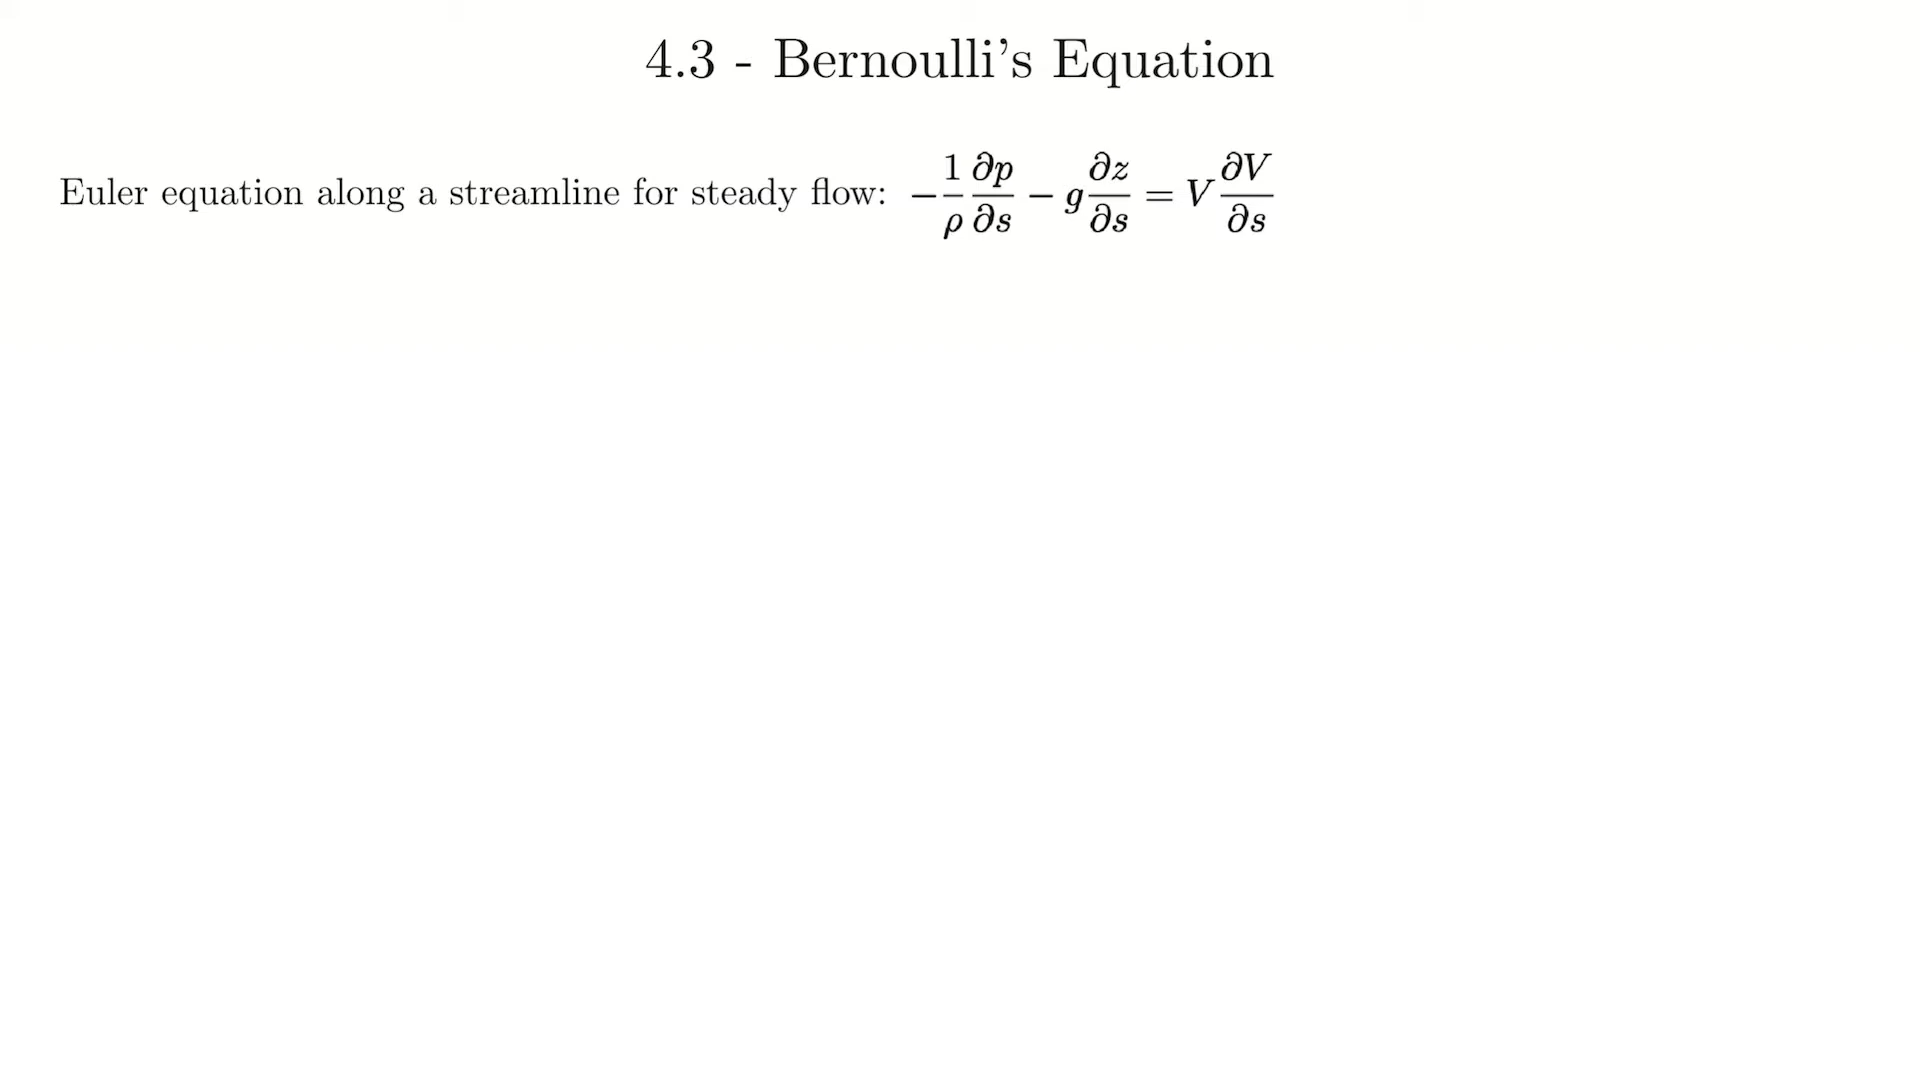 4.3 - Bernoulli's Equation
Euler equation along a streamline for steady flow: $-\frac{1}{\rho}\frac{\partial p}{\partial s} - g\frac{\partial z}{\partial s} = V\frac{\partial V}{\partial s}$